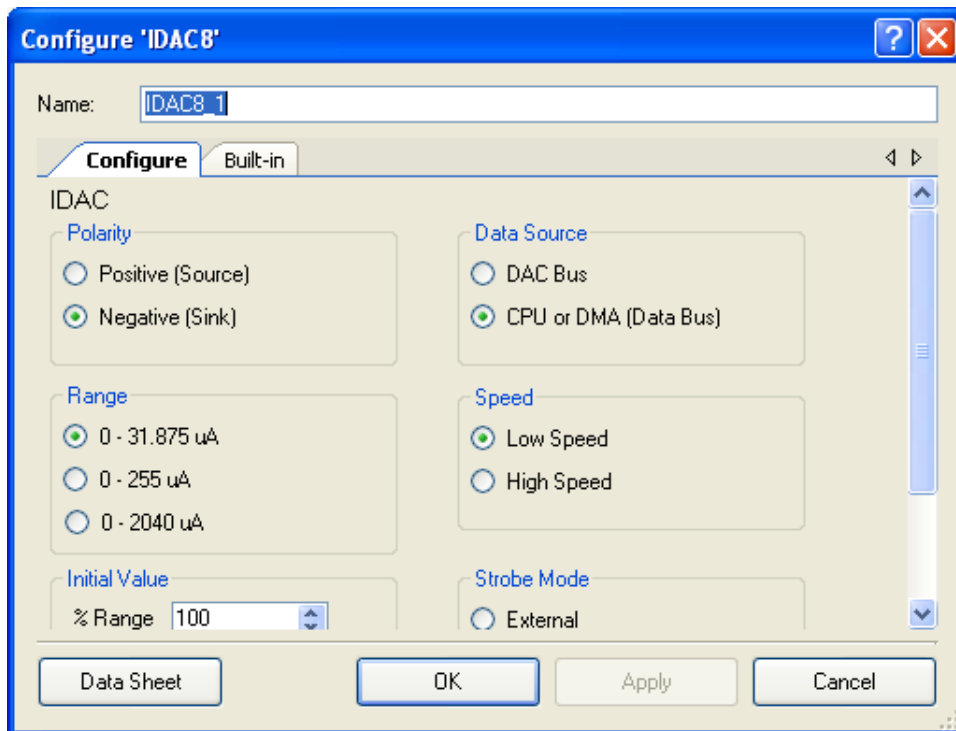 Configure 'IDAC8'
Name: IDAC8_1
Configure Built-in
IDAC
Polarity
Positive (Source)
Negative (Sink)
Data Source
DAC Bus
CPU or DMA (Data Bus)
Range
0 - 31.875 uA
0 - 255 uA
0 - 2040 uA
Speed
Low Speed
High Speed
Initial Value
% Range 100
Strobe Mode
External
Data Sheet OK Apply Cancel